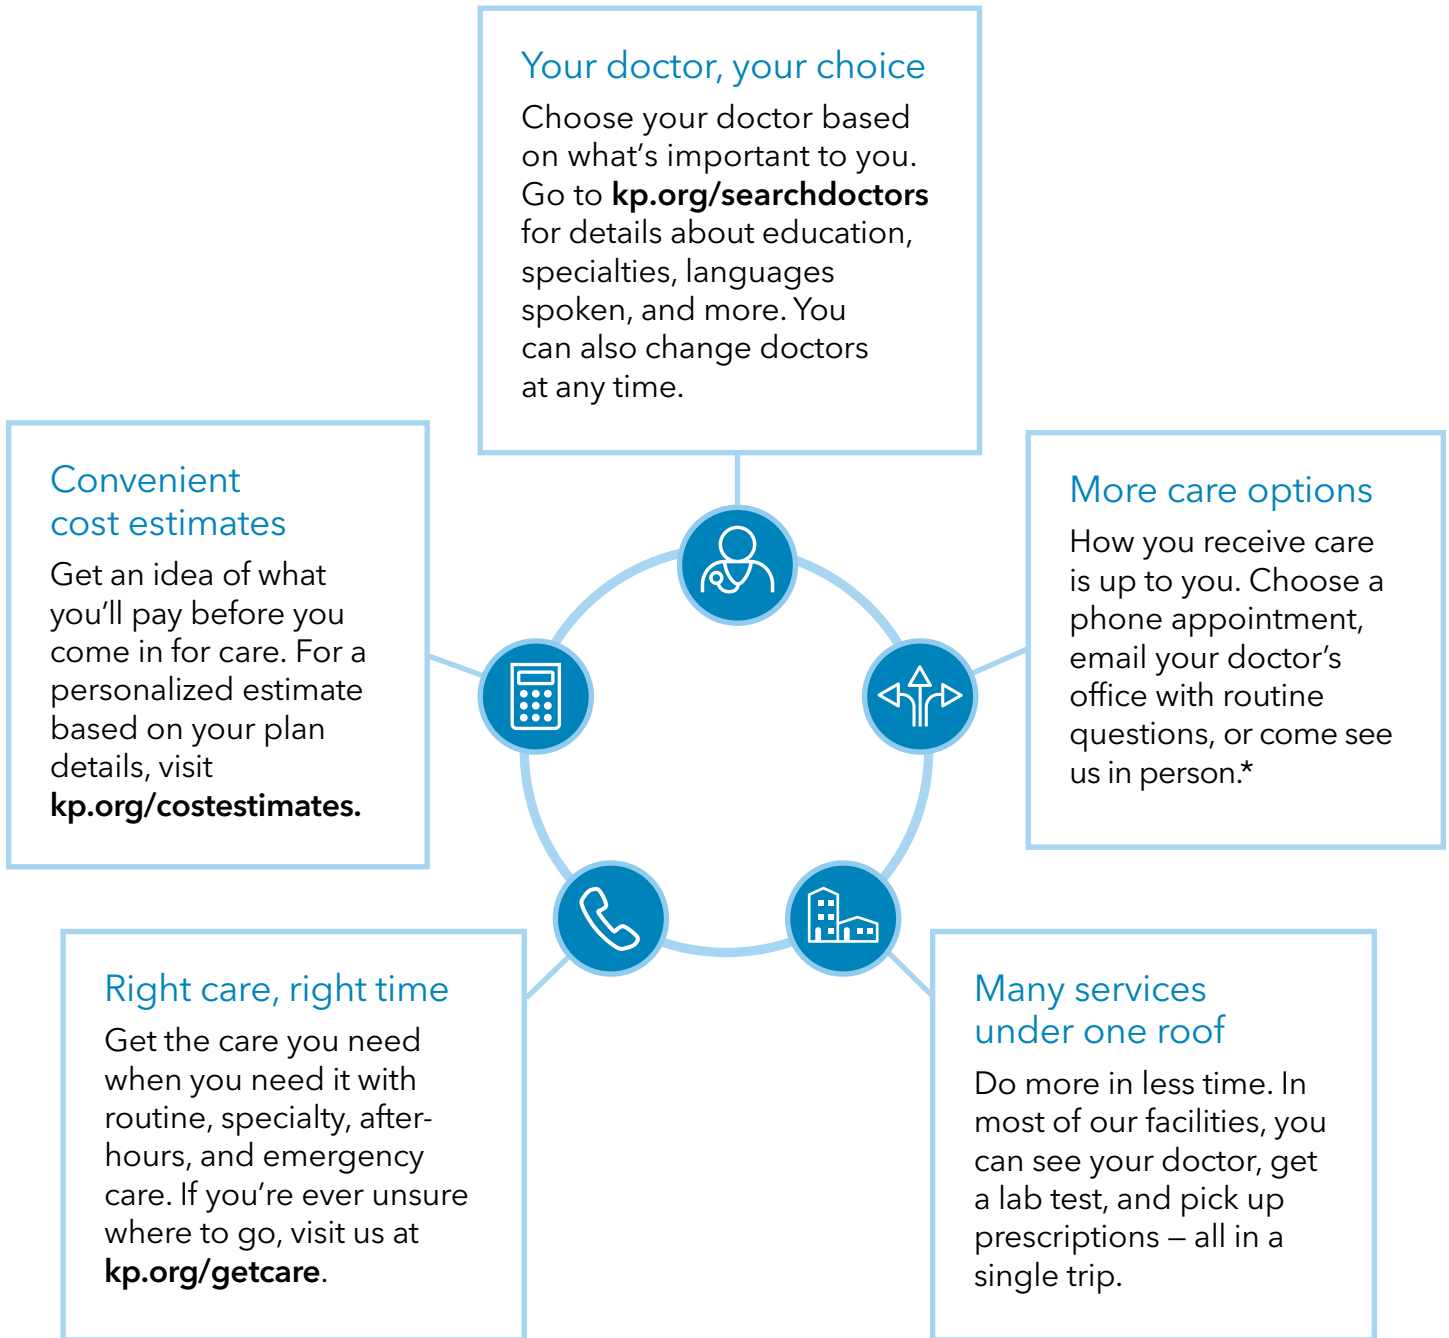 Your doctor, your choice
Choose your doctor based
on what's important to you.
Go to kp.org/searchdoctors
for details about education,
specialties, languages
spoken, and more. You
can also change doctors
at any time.
Convenient
cost estimates
Get an idea of what
you'll pay before you
come in for care. For a
personalized estimate
based on your plan
details, visit
kp.org/costestimates.
More care options
How you receive care
is up to you. Choose a
phone appointment,
email your doctor's
office with routine
questions, or come see
us in person.*
Right care, right time
Get the care you need
when you need it with
routine, specialty, after-
hours, and emergency
care. If you're ever unsure
where to go, visit us at
kp.org/getcare.
Many services
under one roof
Do more in less time. In
most of our facilities, you
can see your doctor, get
a lab test, and pick up
prescriptions — all in a
single trip.